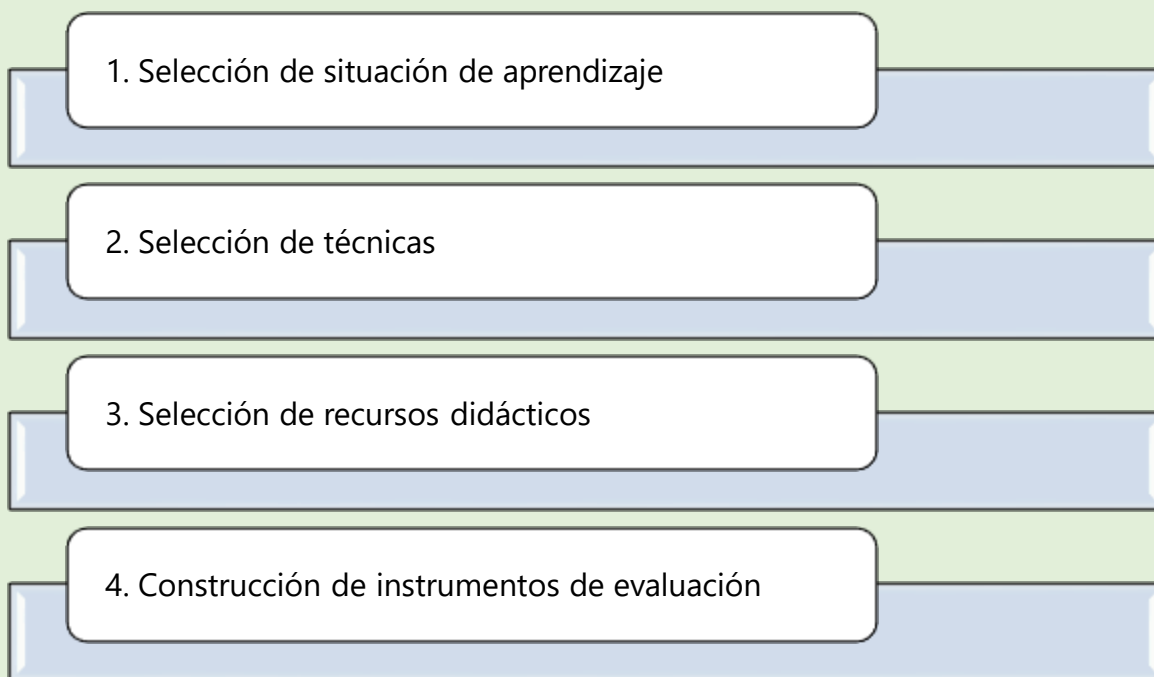 1. Selección de situación de aprendizaje
2. Selección de técnicas
3. Selección de recursos didácticos
4. Construcción de instrumentos de evaluación